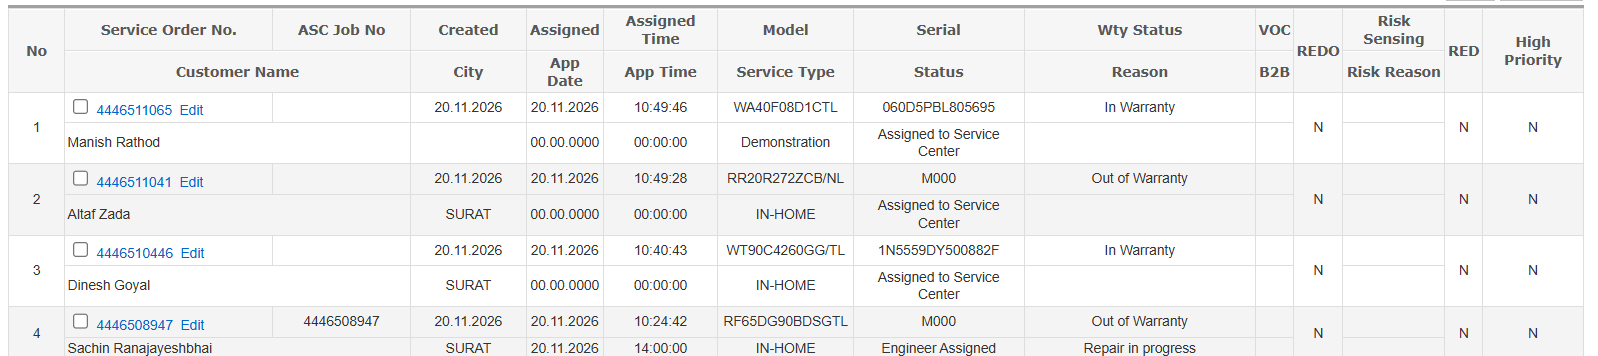 No Service Order No. ASC Job No Created Assigned Assigned Time Model Serial Wty Status VOC REDO Risk Sensing RED High Priority
Customer Name City App Date App Time Service Type Status Reason B2B Risk Reason
1 4446511065 Edit 20.11.2026 20.11.2026 10:49:46 WA40F08D1CTL 060D5PBL805695 In Warranty N N N
Manish Rathod 00.00.0000 00:00:00 Demonstration Assigned to Service Center
2 4446511041 Edit 20.11.2026 20.11.2026 10:49:28 RR20R272ZCB/NL M000 Out of Warranty N N N
Altaf Zada SURAT 00.00.0000 00:00:00 IN-HOME Assigned to Service Center
3 4446510446 Edit 20.11.2026 20.11.2026 10:40:43 WT90C4260GG/TL 1N5559DY500882F In Warranty N N N
Dinesh Goyal SURAT 00.00.0000 00:00:00 IN-HOME Assigned to Service Center
4 4446508947 Edit 4446508947 20.11.2026 20.11.2026 10:24:42 RF65DG90BDSGTL M000 Out of Warranty N N N
Sachin Ranajayeshbhai SURAT 20.11.2026 14:00:00 IN-HOME Engineer Assigned Repair in progress